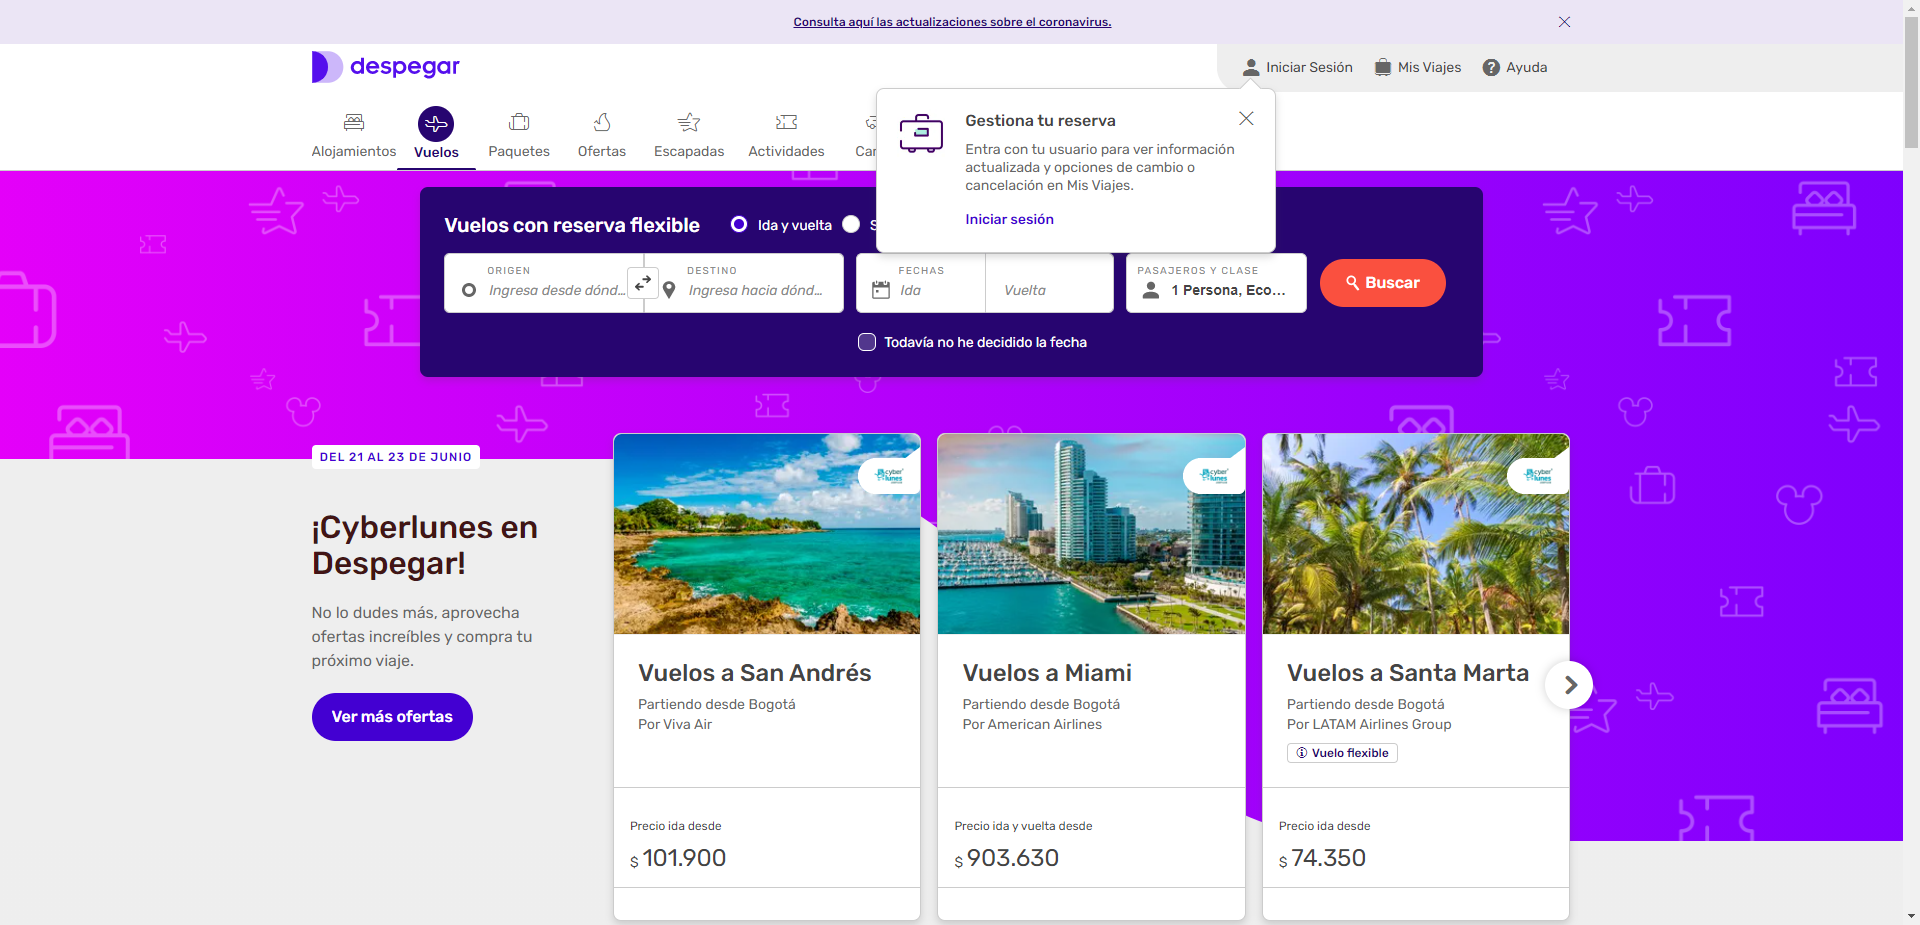 Consulta aquí las actualizaciones sobre el coronavirus.
despegar
Iniciar Sesión
Mis Viajes
Ayuda
Alojamientos
Vuelos
Paquetes
Ofertas
Escapadas
Actividades
Gestiona tu reserva
Entra con tu usuario para ver información
actualizada y opciones de cambio o
cancelación en Mis Viajes.
Iniciar sesión
Vuelos con reserva flexible
Ida y vuelta
ORIGEN
Ingresa desde dónd...
DESTINO
Ingresa hacia dónd...
FECHAS
Ida
Vuelta
PASAJEROS Y CLASE
1 Persona, Eco...
Buscar
Todavía no he decidido la fecha
DEL 21 AL 23 DE JUNIO
¡Cyberlunes en
Despegar!
No lo dudes más, aprovecha
ofertas increíbles y compra tu
próximo viaje.
Ver más ofertas
cyber
lunes
Vuelos a San Andrés
Partiendo desde Bogotá
Por Viva Air
Precio ida desde
$ 101.900
cyber
lunes
Vuelos a Miami
Partiendo desde Bogotá
Por American Airlines
Precio ida y vuelta desde
$ 903.630
cyber
lunes
Vuelos a Santa Marta
Partiendo desde Bogotá
Por LATAM Airlines Group
Vuelo flexible
Precio ida desde
$ 74.350